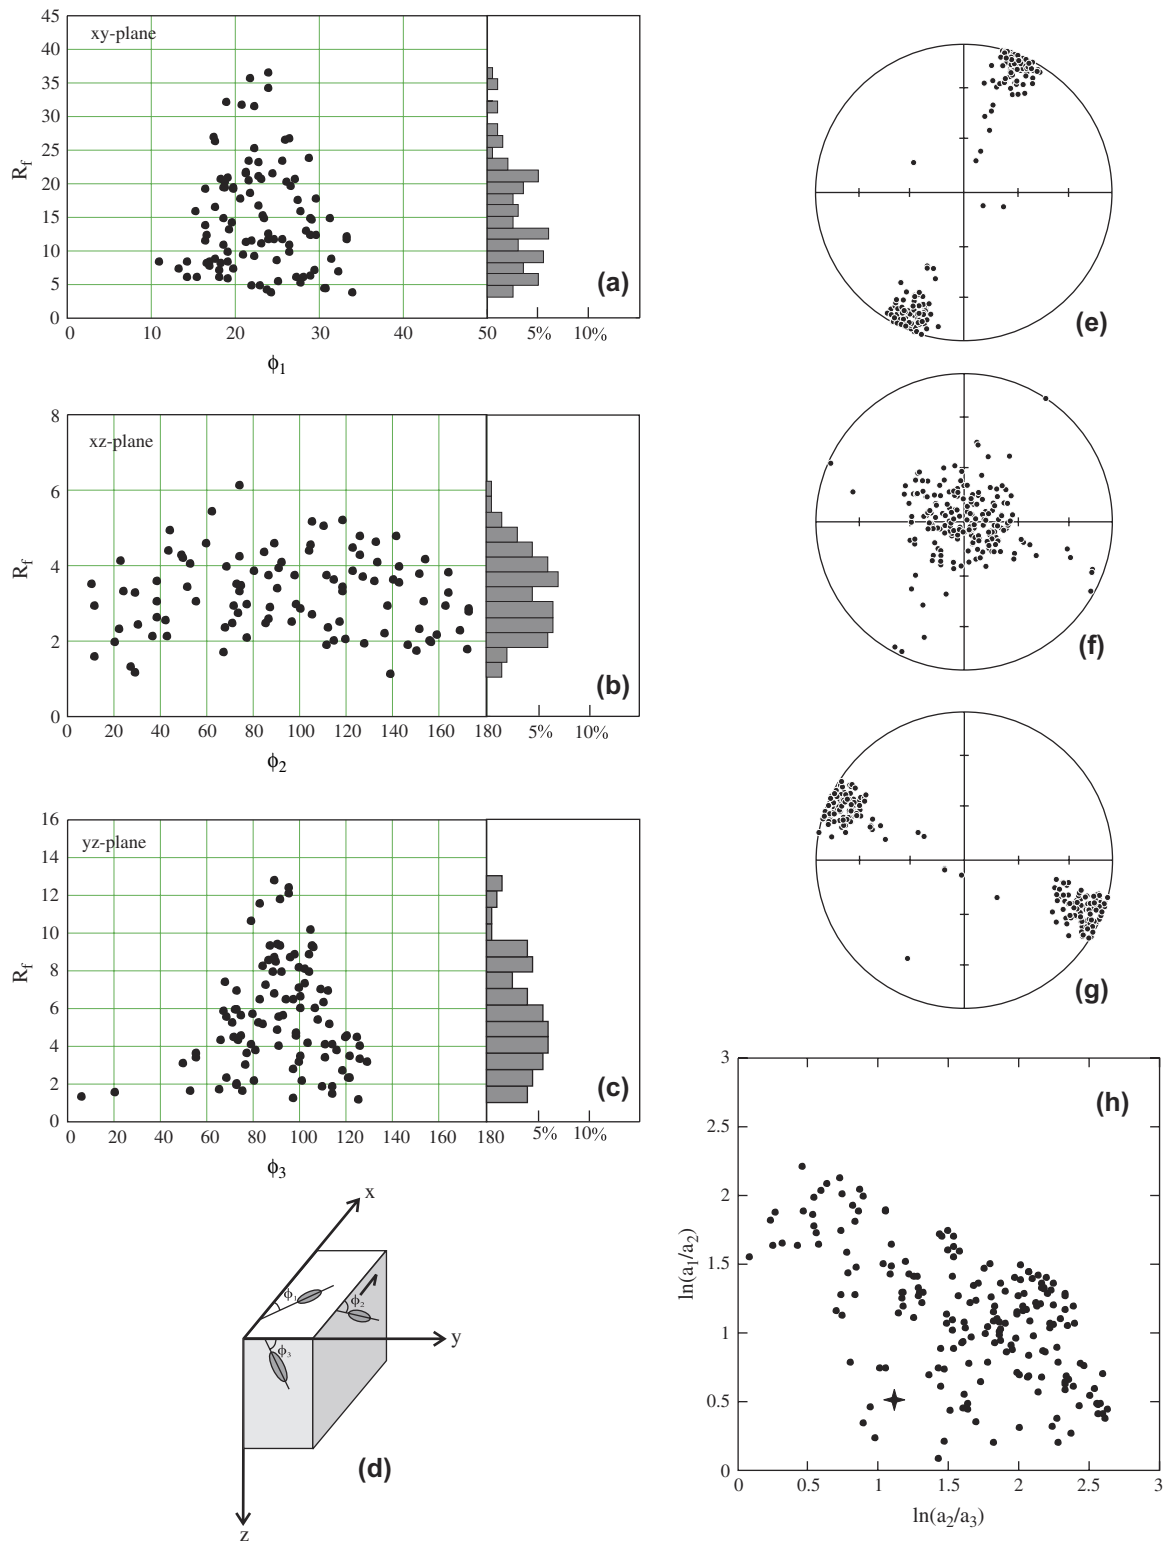 45
40
35
30
25
20
15
10
5
0
R_f
xy-plane
(a)
0 10 20 30 40 50 5% 10%
ϕ_1
8
6
4
2
0
R_f
xz-plane
(b)
0 20 40 60 80 100 120 140 160 180 5% 10%
ϕ_2
16
14
12
10
8
6
4
2
0
R_f
yz-plane
(c)
0 20 40 60 80 100 120 140 160 180 5% 10%
ϕ_3
x
ϕ_1
ϕ_2
ϕ_3
y
z
(d)
(e)
(f)
(g)
3
2.5
2
1.5
1
0.5
0
ln(a_1/a_2)
(h)
0 0.5 1 1.5 2 2.5 3
ln(a_2/a_3)